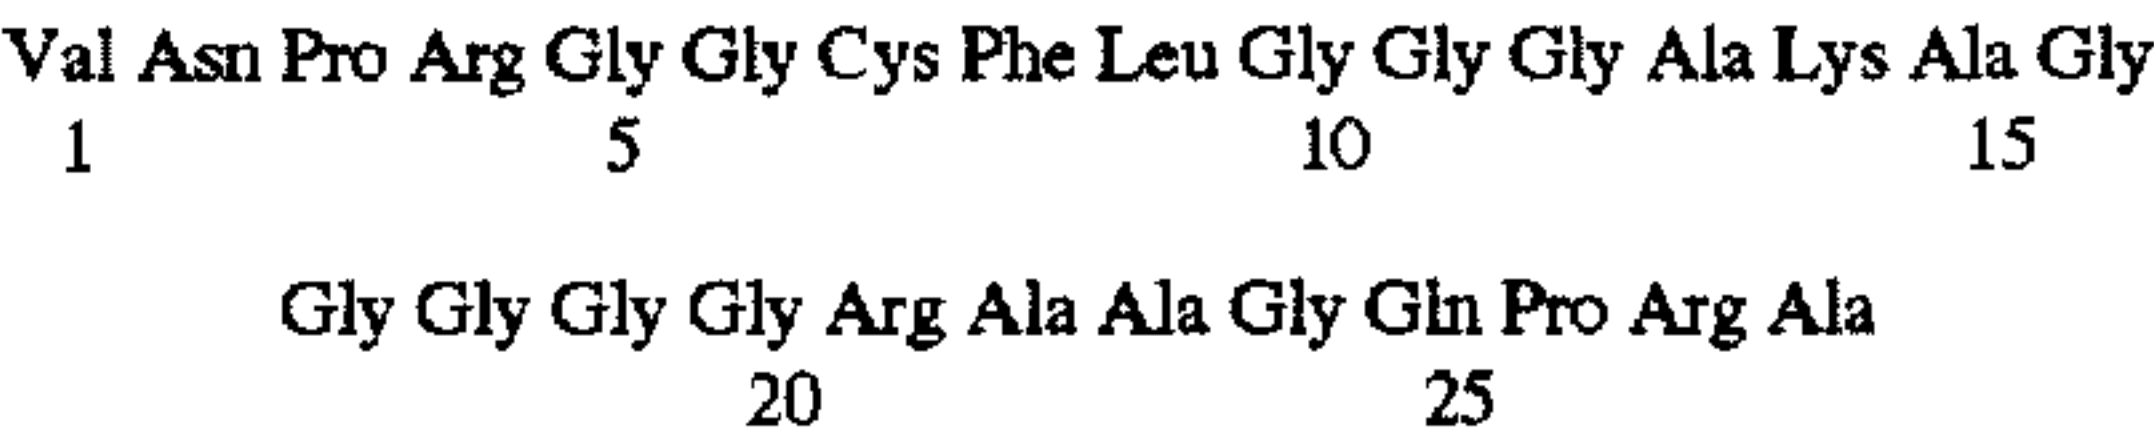 Val Asn Pro Arg Gly Gly Cys Phe Leu Gly Gly Gly Ala Lys Ala Gly
1 5 10 15
Gly Gly Gly Gly Arg Ala Ala Gly Gln Pro Arg Ala
20 25